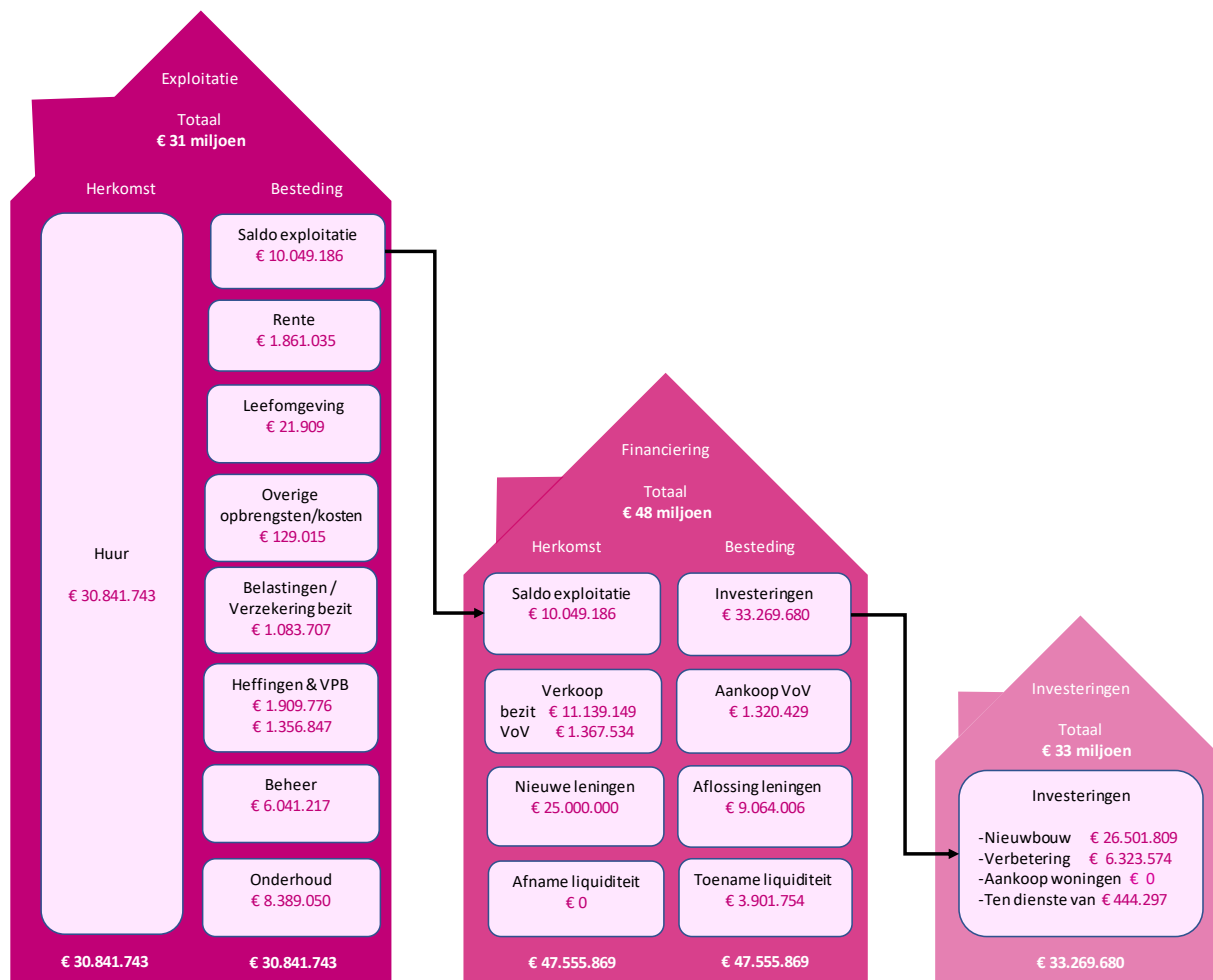 Exploitatie
Totaal
€ 31 miljoen
Herkomst
Besteding
Huur
€ 30.841.743
Saldo exploitatie
€ 10.049.186
Rente
€ 1.861.035
Leefomgeving
€ 21.909
Overige
opbrengsten/kosten
€ 129.015
Belastingen /
Verzekering bezit
€ 1.083.707
Heffingen & VPB
€ 1.909.776
€ 1.356.847
Beheer
€ 6.041.217
Onderhoud
€ 8.389.050
€ 30.841.743
€ 30.841.743
Financiering
Totaal
€ 48 miljoen
Herkomst
Besteding
Saldo exploitatie
€ 10.049.186
Verkoop
bezit € 11.139.149
VoV € 1.367.534
Nieuwe leningen
€ 25.000.000
Afname liquiditeit
€ 0
Investeringen
€ 33.269.680
Aankoop VoV
€ 1.320.429
Aflossing leningen
€ 9.064.006
Toename liquiditeit
€ 3.901.754
€ 47.555.869
€ 47.555.869
Investeringen
Totaal
€ 33 miljoen
Investeringen
-Nieuwbouw € 26.501.809
-Verbetering € 6.323.574
-Aankoop woningen € 0
-Ten dienste van € 444.297
€ 33.269.680